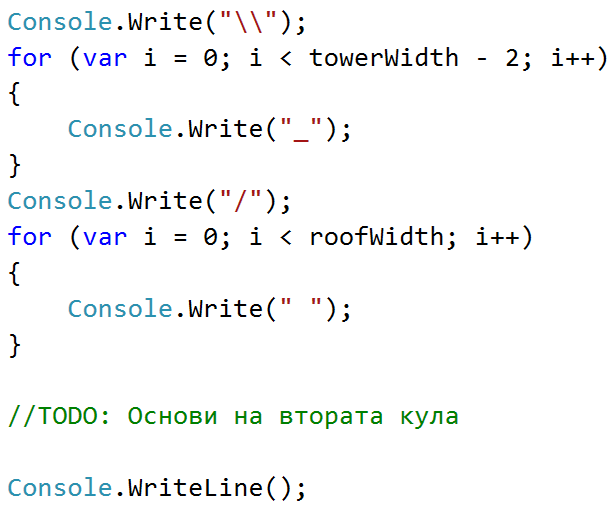 Console.Write("\\");
for (var i = 0; i < towerWidth - 2; i++)
{
    Console.Write("_");
}
Console.Write("/");
for (var i = 0; i < roofWidth; i++)
{
    Console.Write(" ");
}
//TODO: Основи на втората кула
Console.WriteLine();